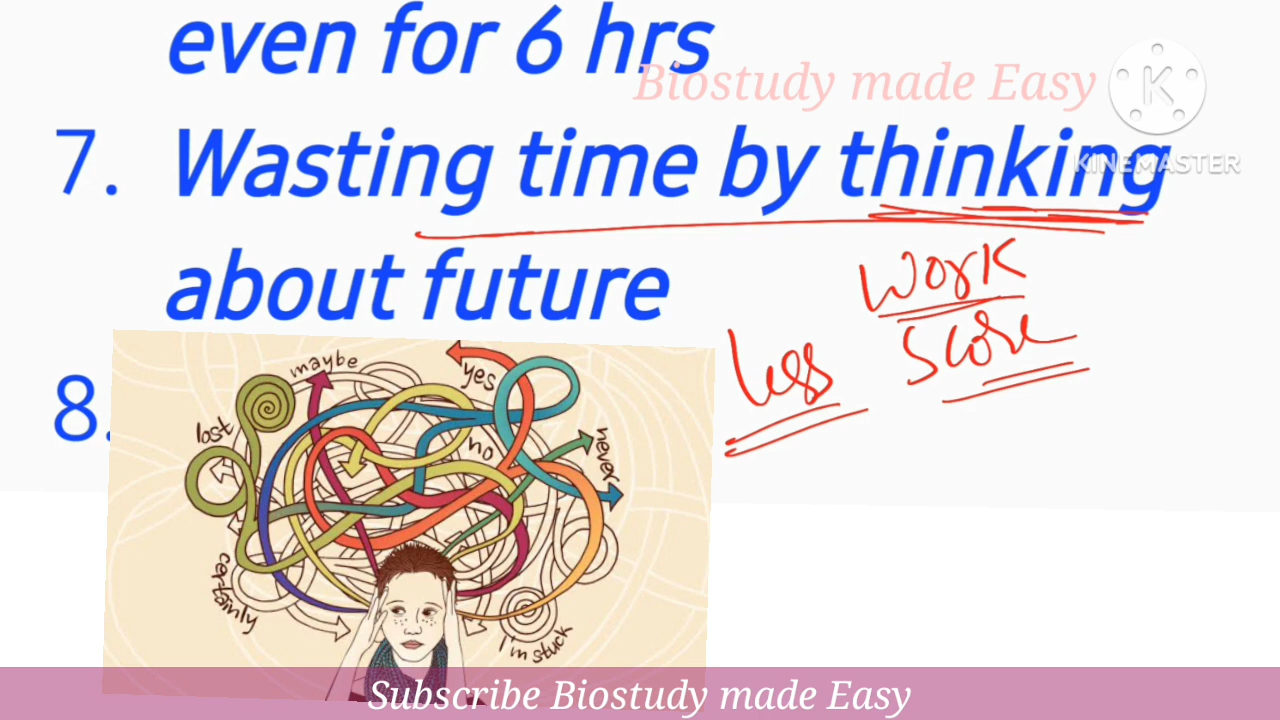 even for 6 hrs
Biostudy made Easy
K
KINEMASTER
7. Wasting time by thinking
about future
Work
Less Score
8.
maybe
yes
lost
no
never
certainly
I'm stuck
Subscribe Biostudy made Easy